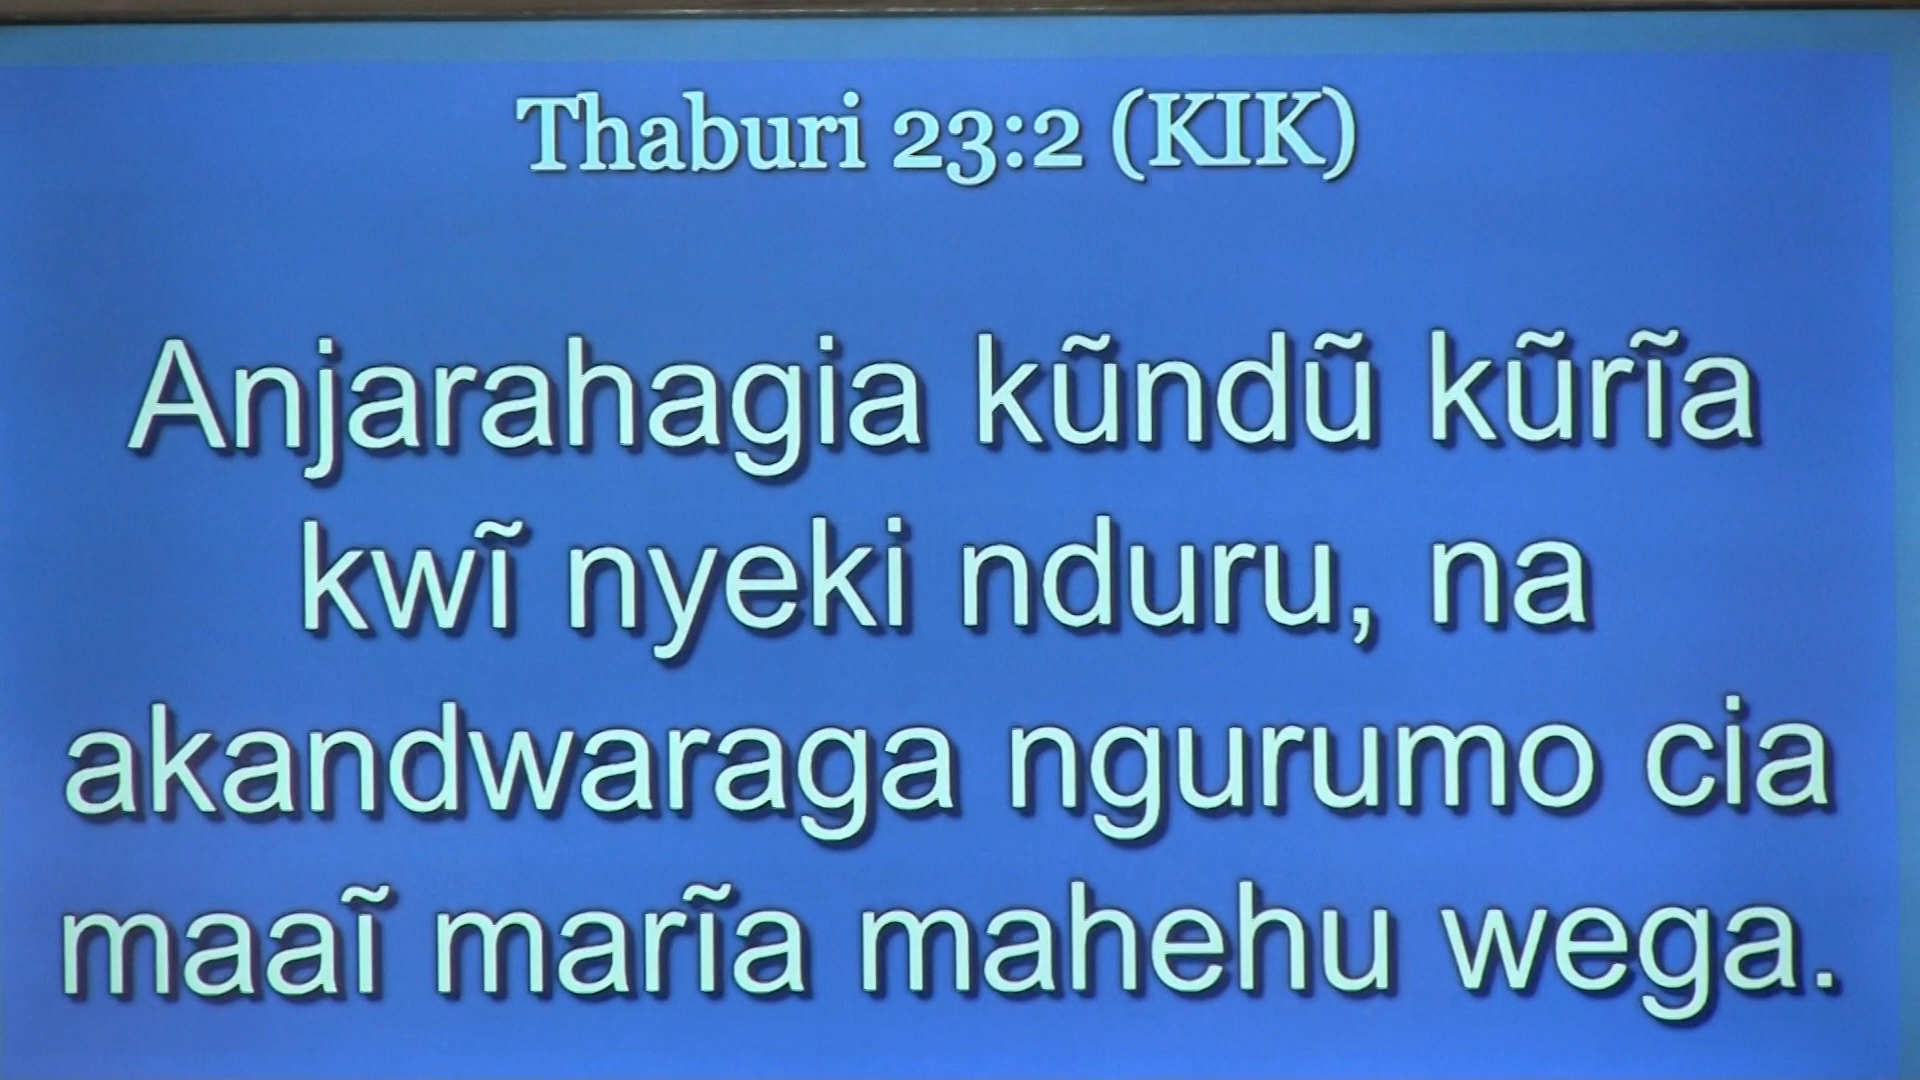 Thaburi 23:2 (KIK)
Anjarahagia kũndũ kũrĩa
kwĩ nyeki nduru, na
akandwaraga ngurumo cia
maaĩ marĩa mahehu wega.